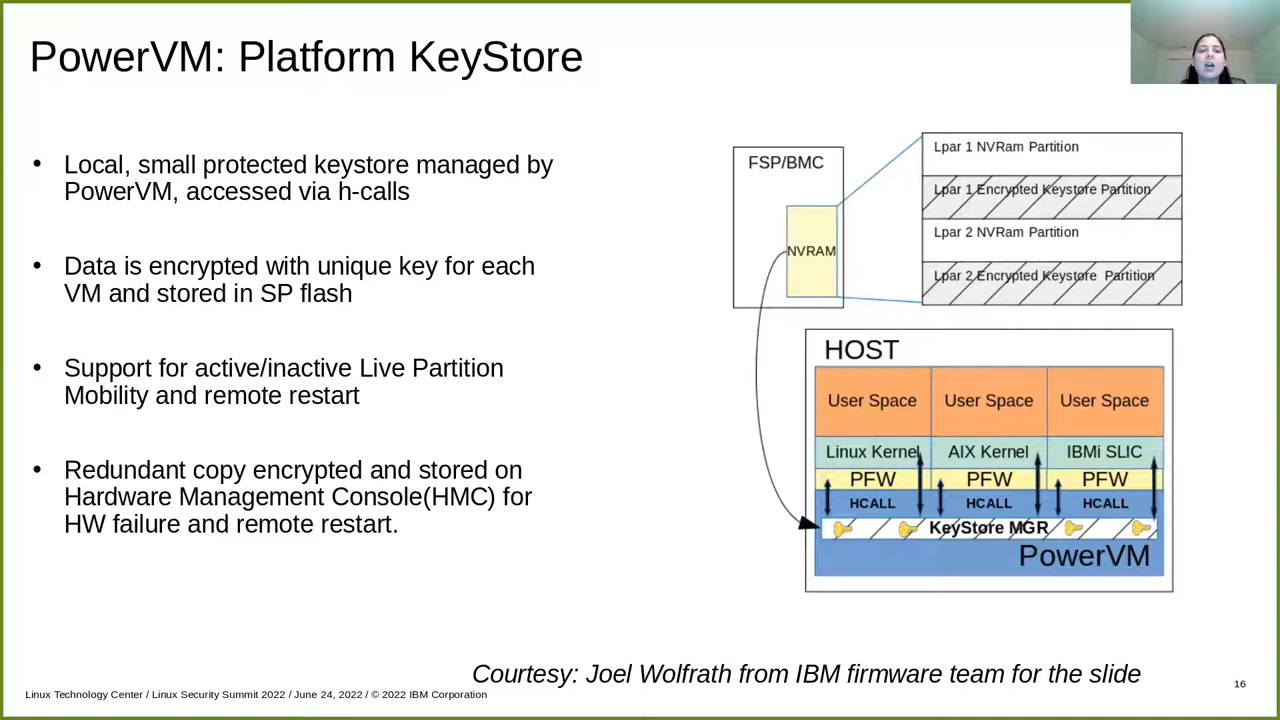 PowerVM: Platform KeyStore
• Local, small protected keystore managed by
PowerVM, accessed via h-calls
• Data is encrypted with unique key for each
VM and stored in SP flash
• Support for active/inactive Live Partition
Mobility and remote restart
• Redundant copy encrypted and stored on
Hardware Management Console(HMC) for
HW failure and remote restart.
FSP/BMC
NVRAM
Lpar 1 NVRam Partition
Lpar 1 Encrypted Keystore Partition
Lpar 2 NVRam Partition
Lpar 2 Encrypted Keystore Partition
HOST
User Space User Space User Space
Linux Kernel AIX Kernel IBMi SLIC
PFW PFW PFW
HCALL HCALL HCALL
KeyStore MGR
PowerVM
Courtesy: Joel Wolfrath from IBM firmware team for the slide
Linux Technology Center / Linux Security Summit 2022 / June 24, 2022 / © 2022 IBM Corporation
16